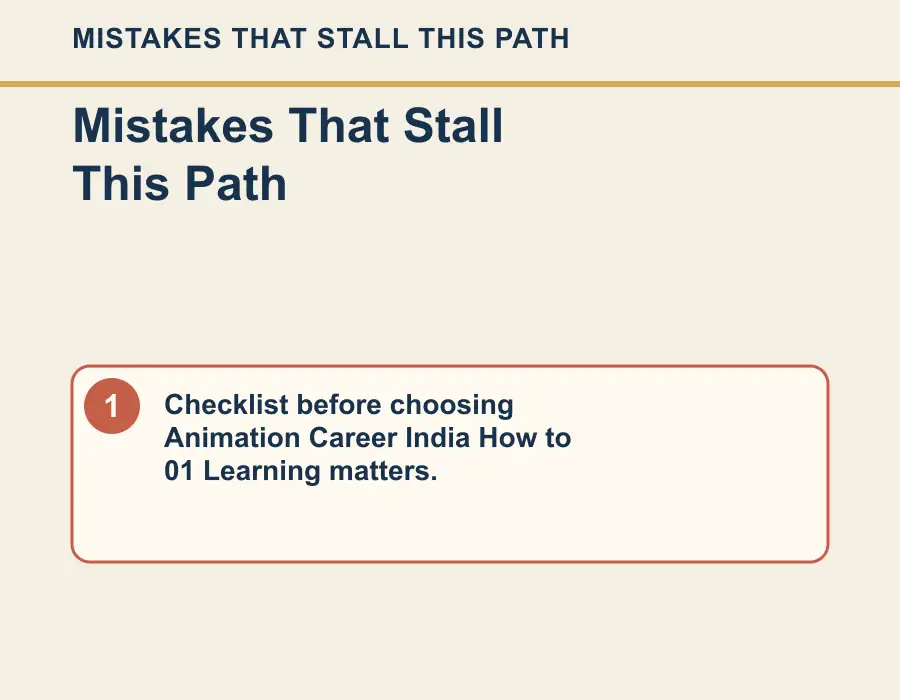 MISTAKES THAT STALL THIS PATH
Mistakes That Stall
This Path
1
Checklist before choosing
Animation Career India How to
01 Learning matters.